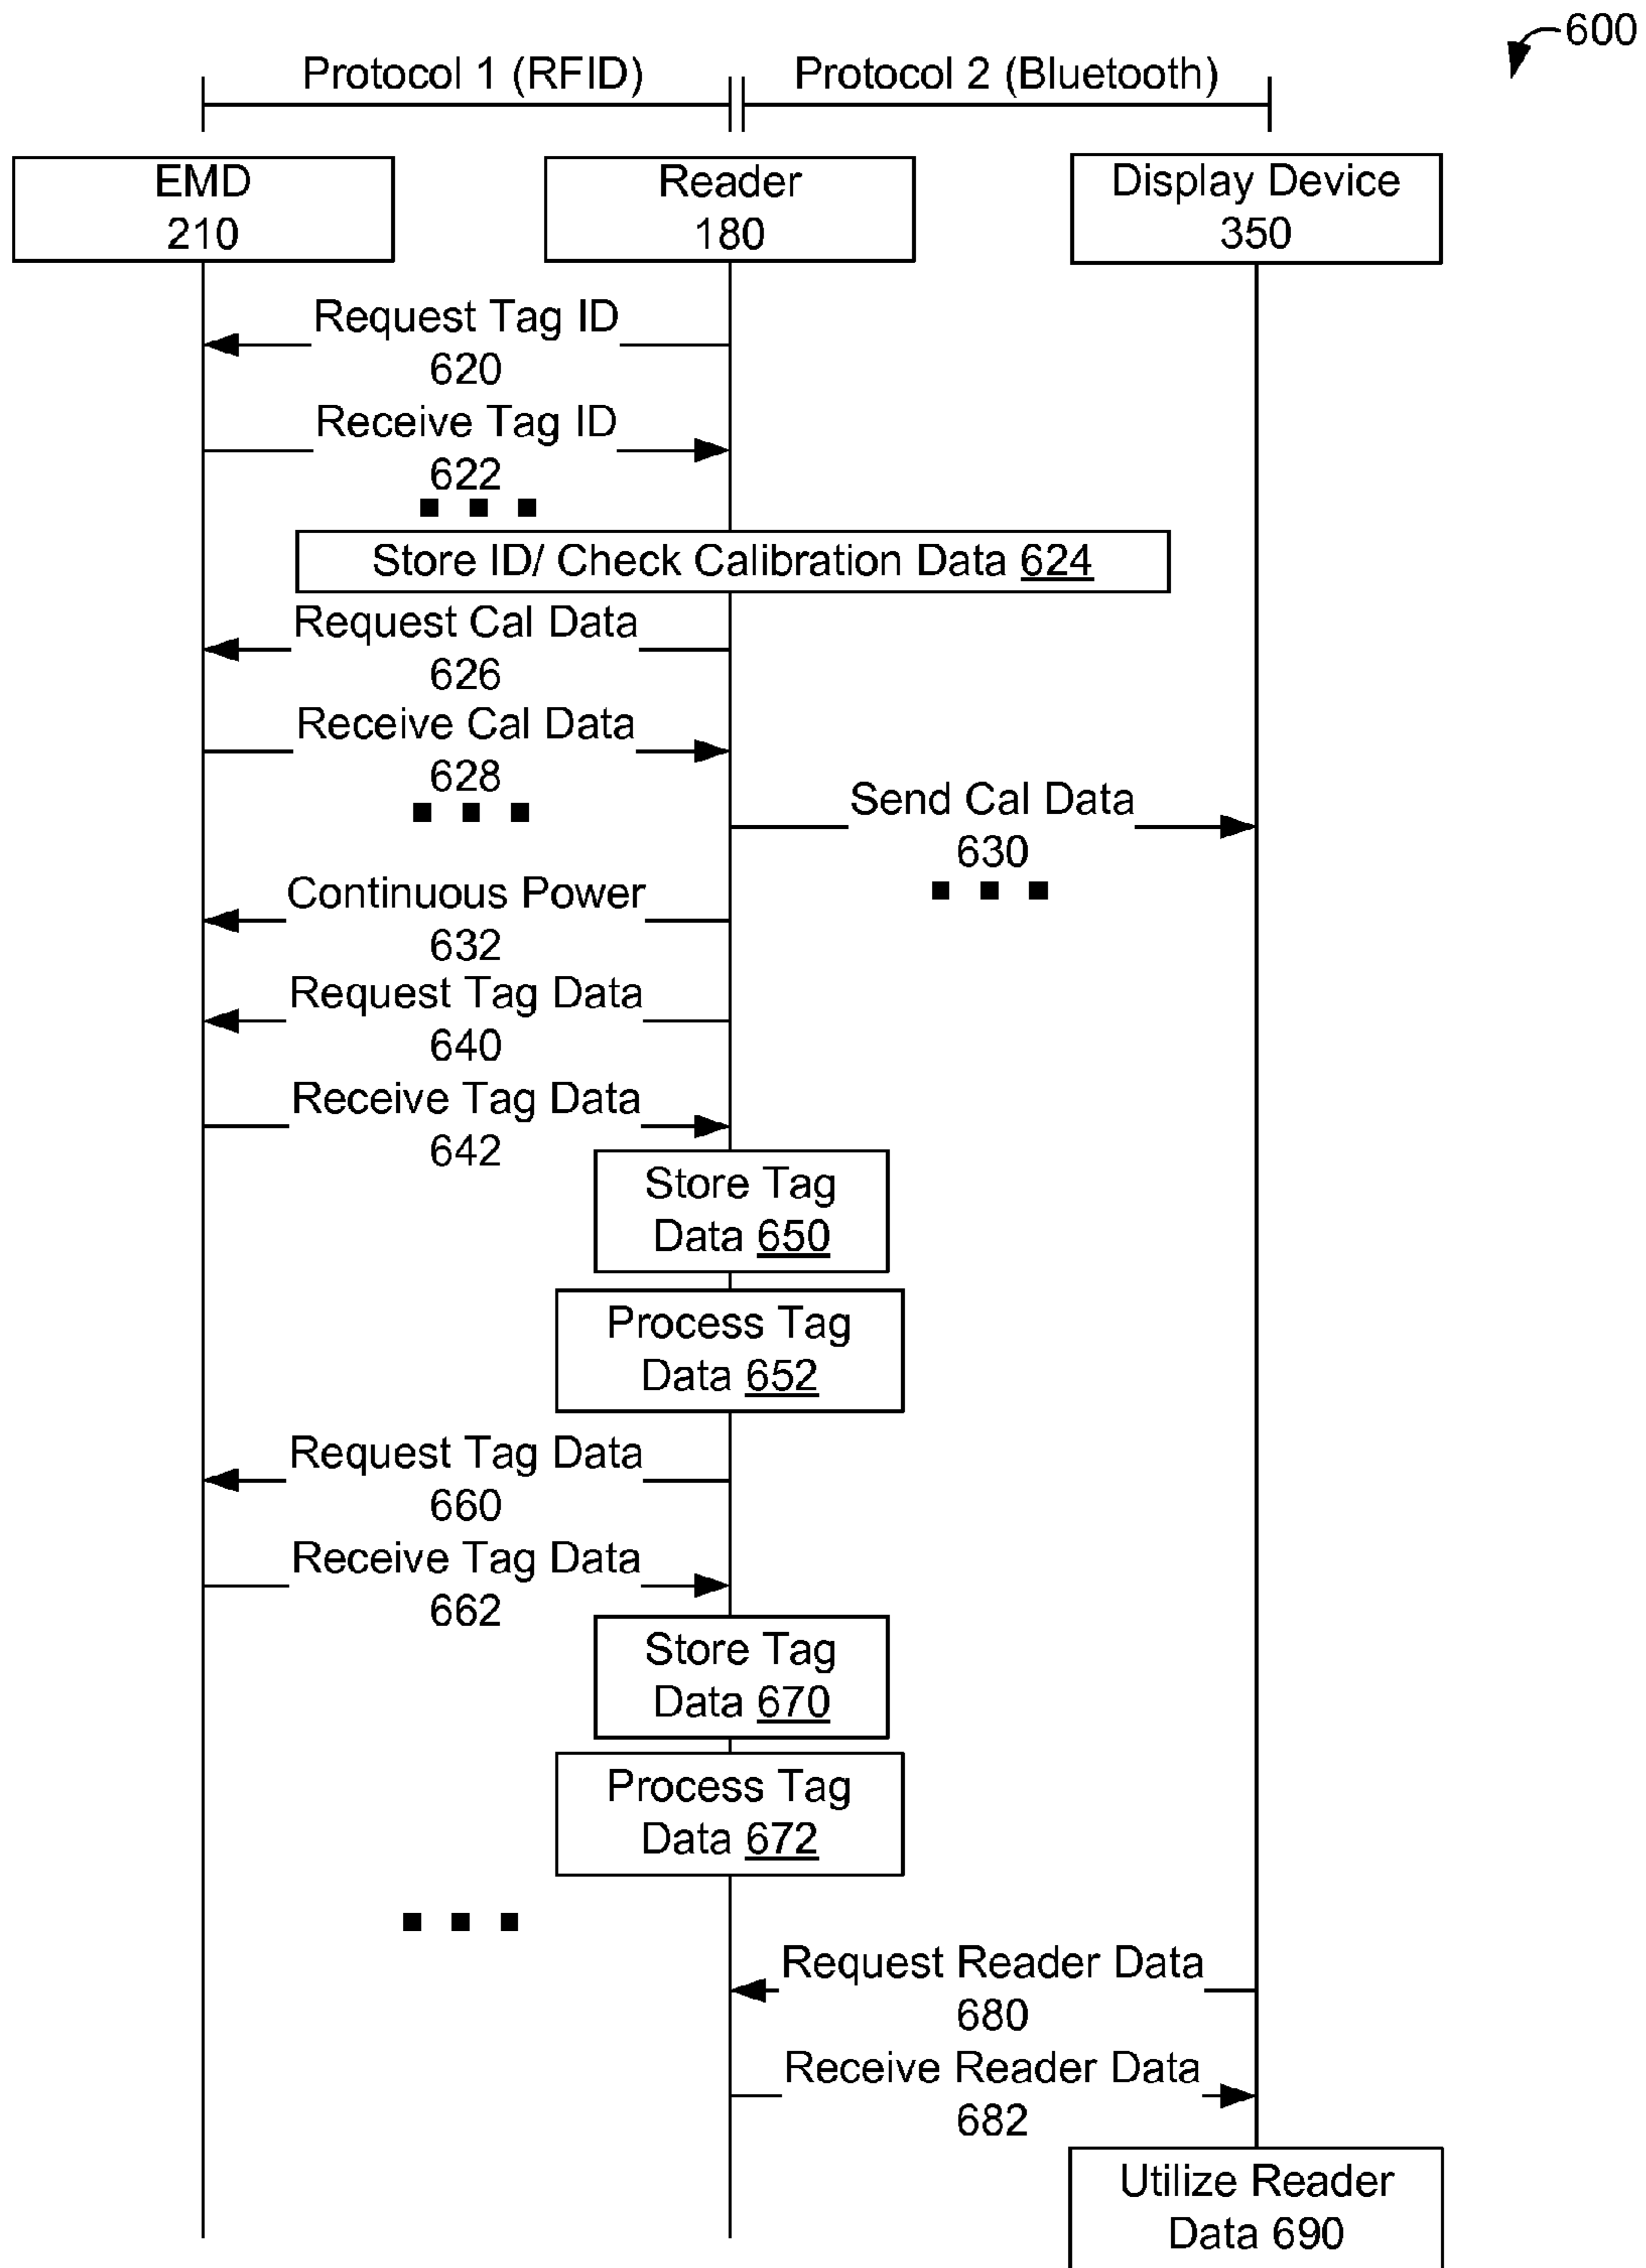 600
Protocol 1 (RFID)
Protocol 2 (Bluetooth)
EMD
210
Reader
180
Display Device
350
Request Tag ID
620
Receive Tag ID
622
Store ID/ Check Calibration Data 624
Request Cal Data
626
Receive Cal Data
628
Send Cal Data
630
Continuous Power
632
Request Tag Data
640
Receive Tag Data
642
Store Tag
Data 650
Process Tag
Data 652
Request Tag Data
660
Receive Tag Data
662
Store Tag
Data 670
Process Tag
Data 672
Request Reader Data
680
Receive Reader Data
682
Utilize Reader
Data 690